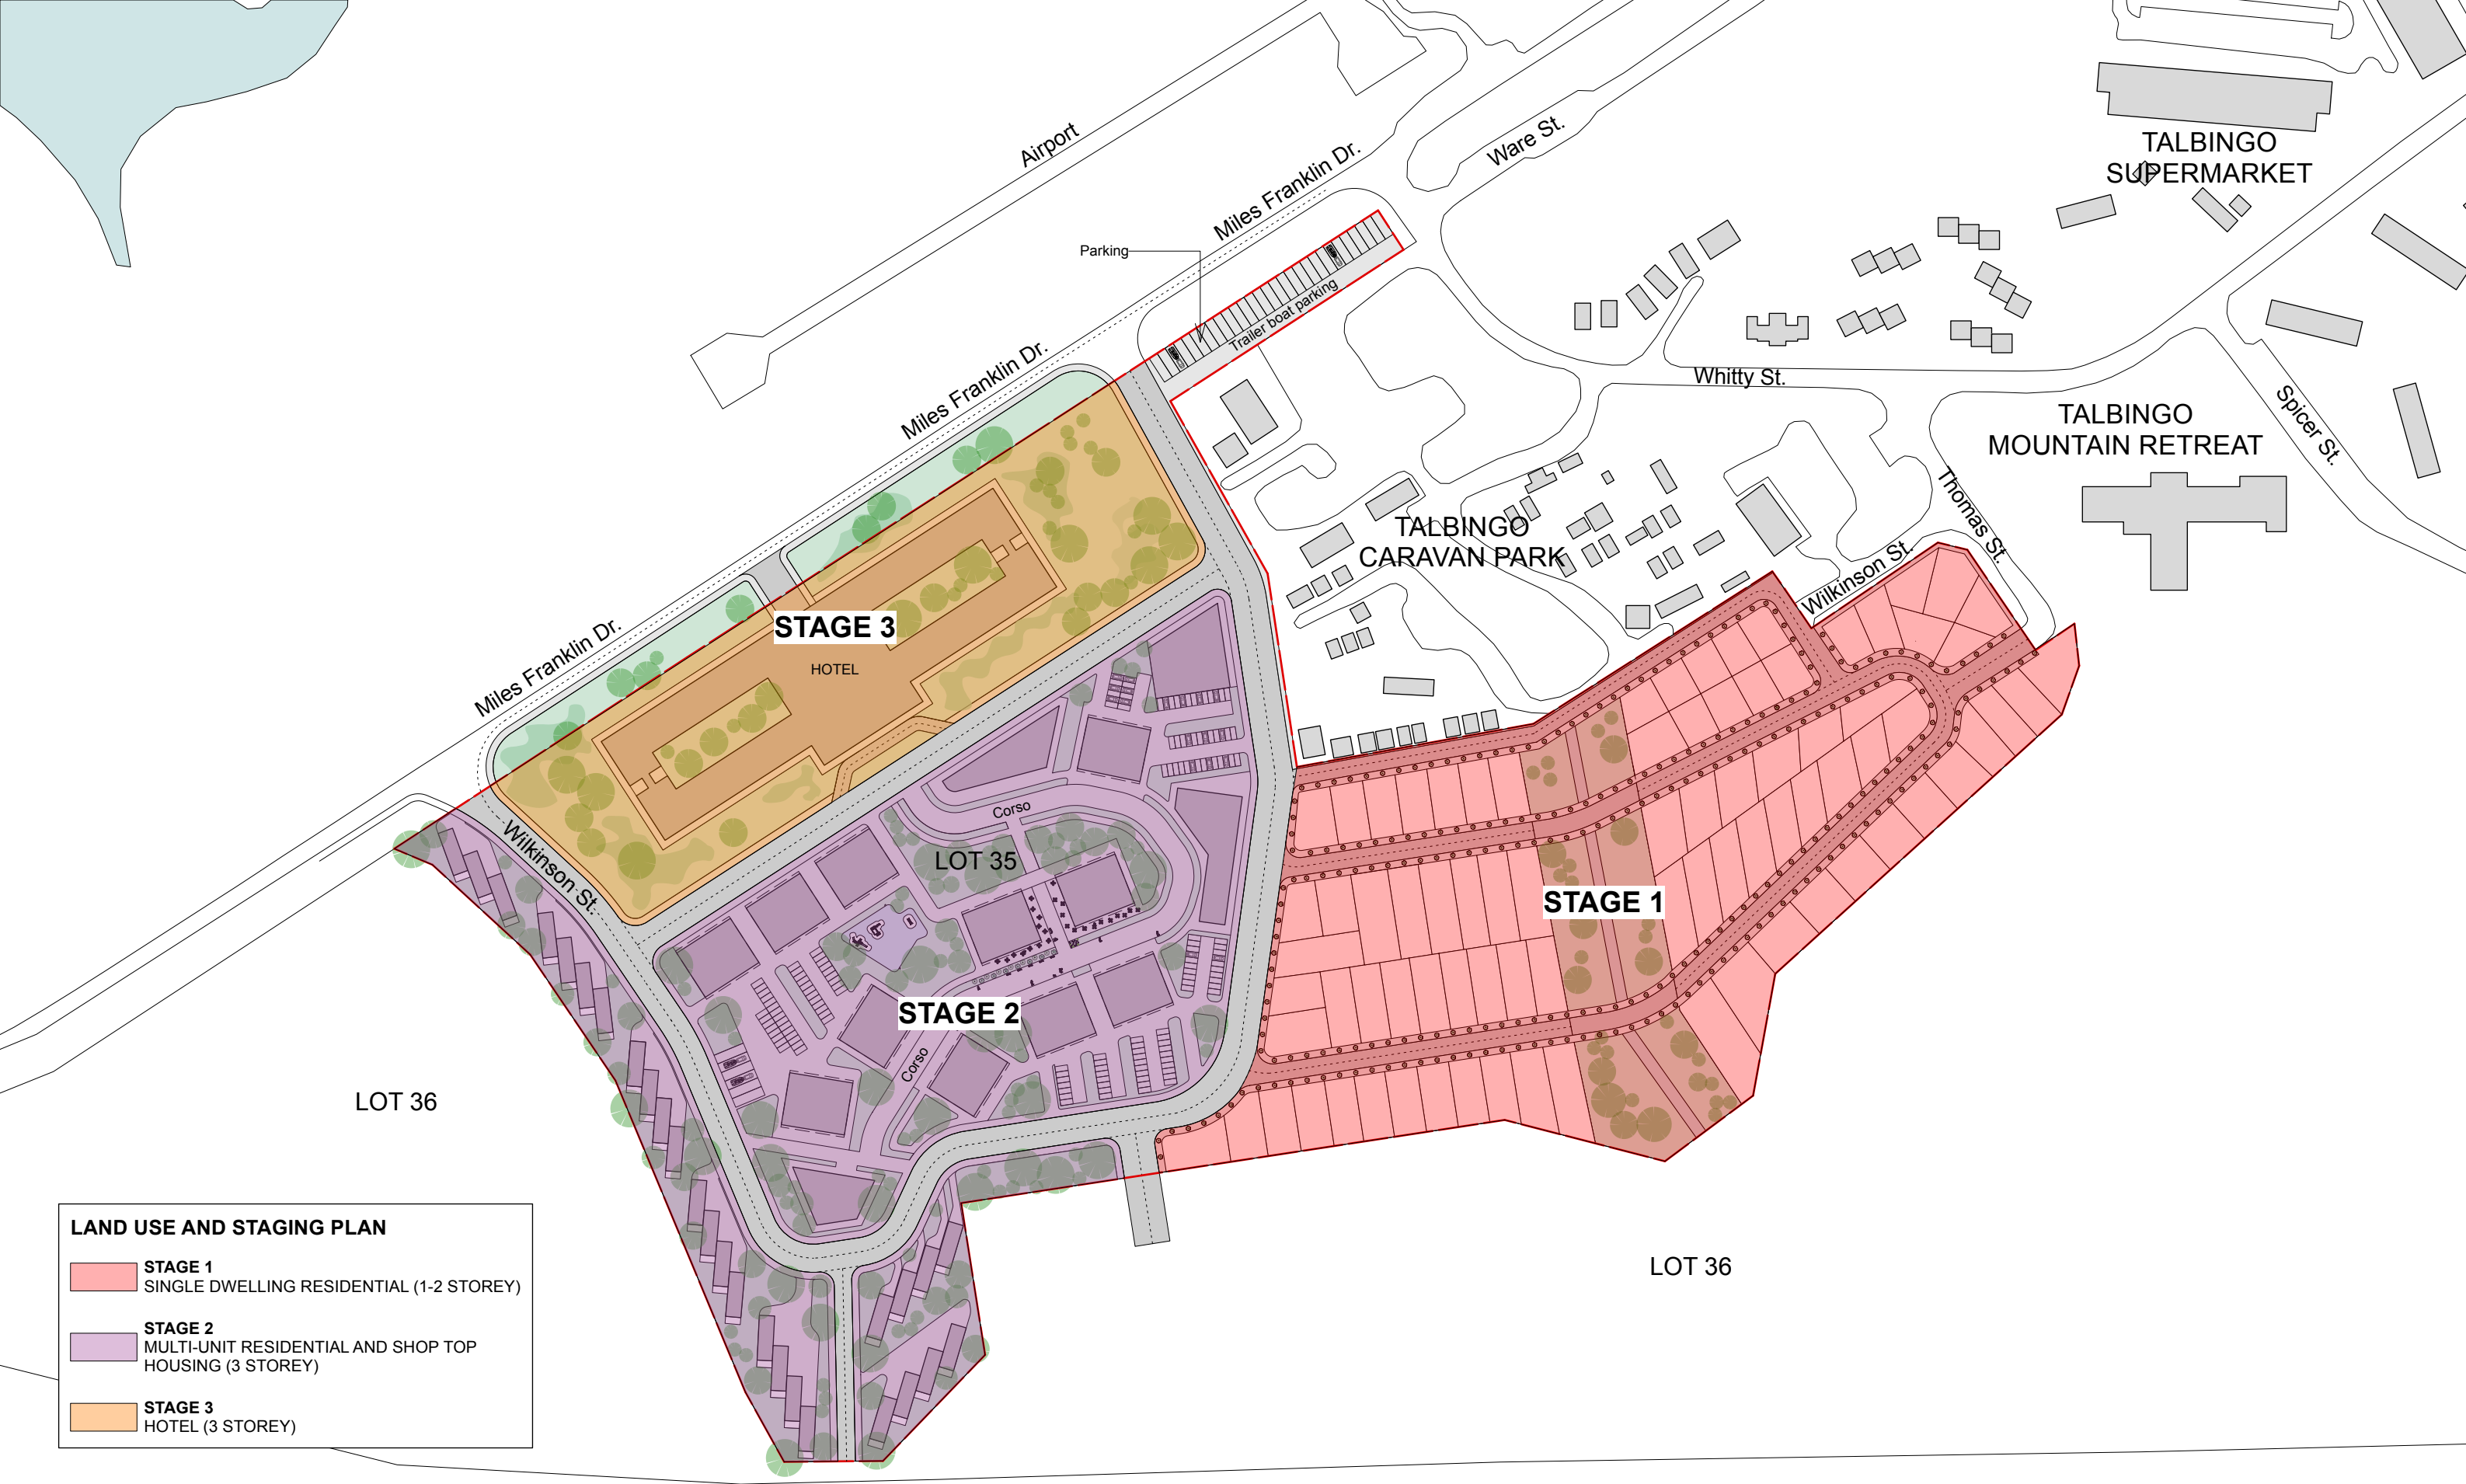 Airport
Miles Franklin Dr.
Ware St.
TALBINGO
SUPERMARKET
Parking
Trailer boat parking
Miles Franklin Dr.
Whitty St.
Spicer St.
TALBINGO
MOUNTAIN RETREAT
Thomas St.
TALBINGO
CARAVAN PARK
Wilkinson St.
STAGE 3
HOTEL
Miles Franklin Dr.
Wilkinson St.
Corso
LOT 35
STAGE 1
STAGE 2
Corso
LOT 36
LOT 36
LAND USE AND STAGING PLAN
STAGE 1
SINGLE DWELLING RESIDENTIAL (1-2 STOREY)
STAGE 2
MULTI-UNIT RESIDENTIAL AND SHOP TOP
HOUSING (3 STOREY)
STAGE 3
HOTEL (3 STOREY)